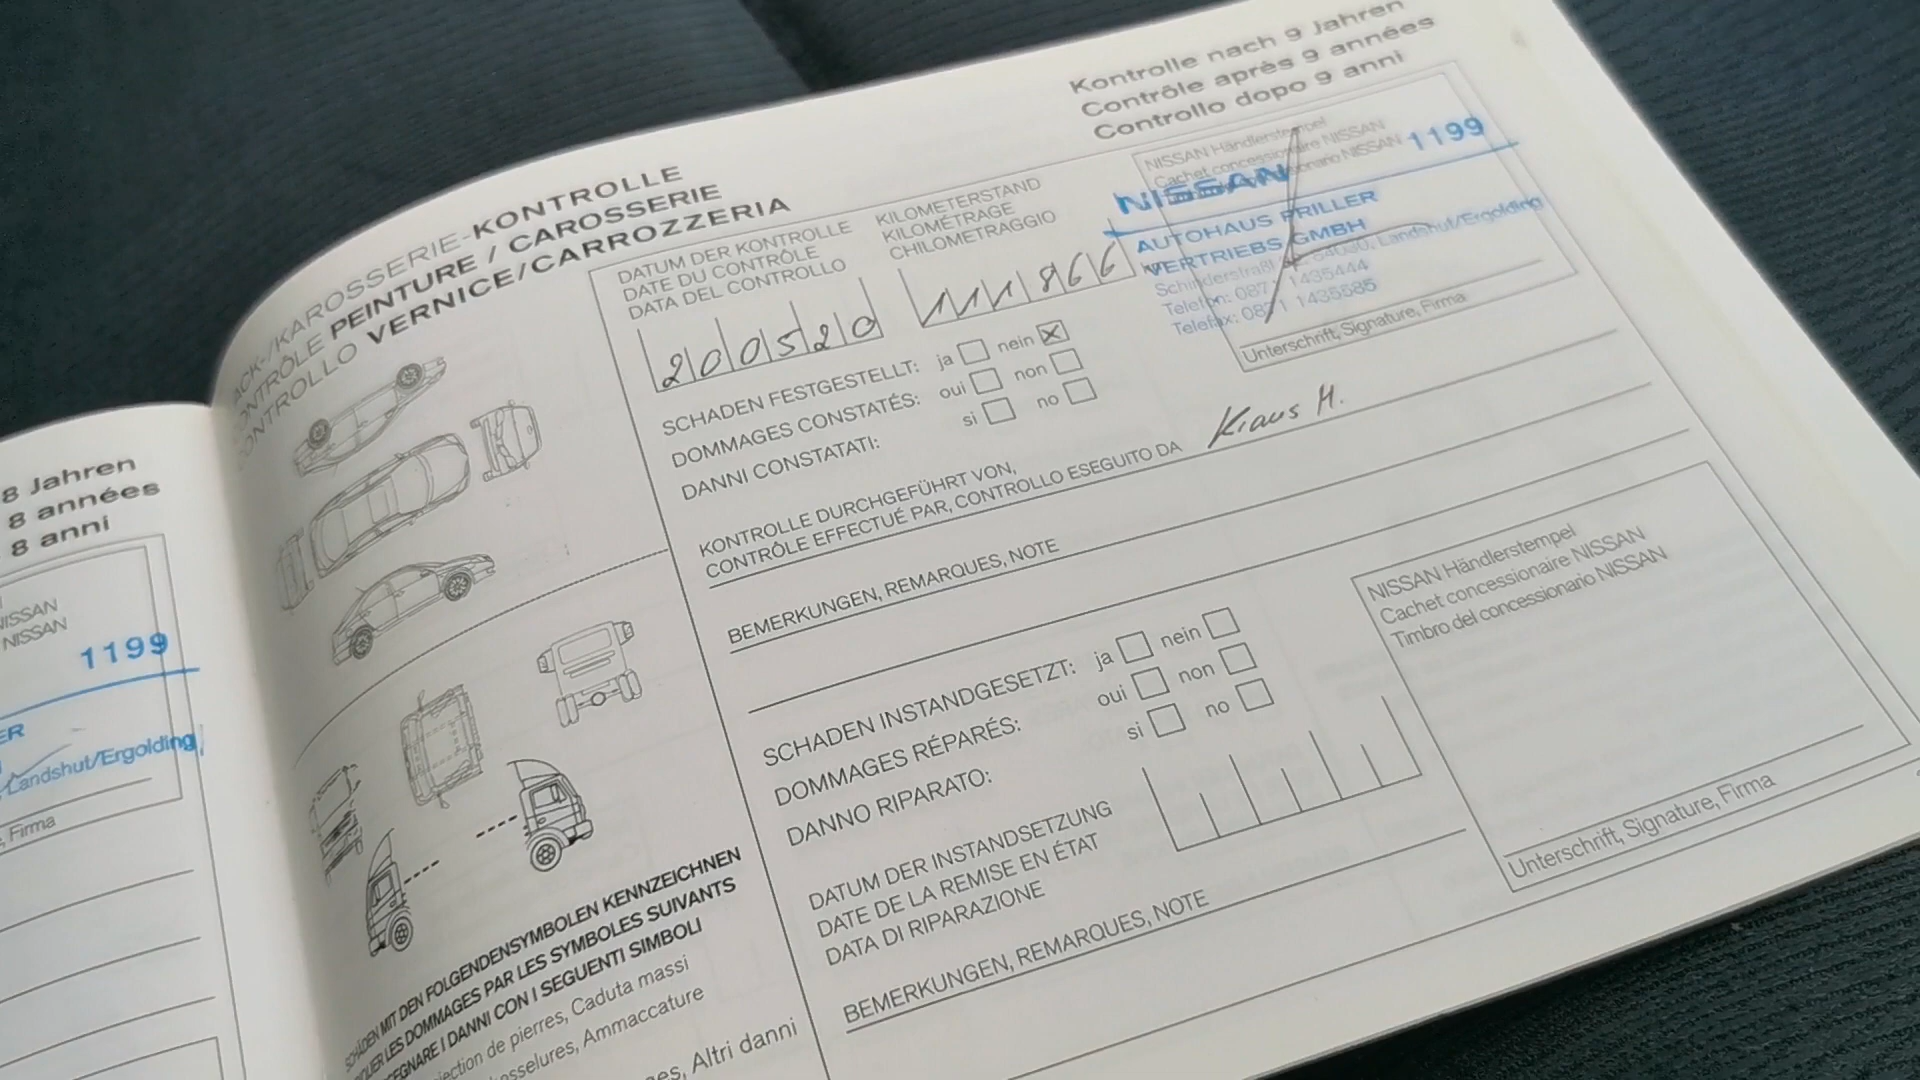 8 Jahren
8 années
8 anni
NISSAN
NISSAN
1199
Landshut/Ergolding
Firma
KAROSSERIE-KONTROLLE
CONTRÔLE PEINTURE / CAROSSERIE
CONTROLLO VERNICE/CARROZZERIA
Kontrolle nach 9 Jahren
Contrôle après 9 années
Controllo dopo 9 anni
DATUM DER KONTROLLE
DATE DU CONTRÔLE
DATA DEL CONTROLLO
200520
KILOMETERSTAND
KILOMÉTRAGE
CHILOMETRAGGIO
111866
NISSAN Händlerstempel
Cachet concessionaire NISSAN
NISSAN
1199
NISSAN
AUTOHAUS PRILLER
VERTRIEBS GMBH
Landshut/Ergolding
Telefon: 0871 1435444
Telefax: 0871 1435585
Unterschrift, Signature, Firma
SCHADEN FESTGESTELLT: ja nein
DOMMAGES CONSTATÉS: oui non
DANNI CONSTATATI: si no
KONTROLLE DURCHGEFÜHRT VON,
CONTRÔLE EFFECTUÉ PAR, CONTROLLO ESEGUITO DA Klaus H.
BEMERKUNGEN, REMARQUES, NOTE
SCHADEN INSTANDGESETZT: ja nein
DOMMAGES RÉPARÉS: oui non
DANNO RIPARATO: si no
DATUM DER INSTANDSETZUNG
DATE DE LA REMISE EN ÉTAT
DATA DI RIPARAZIONE
NISSAN Händlerstempel
Cachet concessionaire NISSAN
Timbro del concessionario NISSAN
Unterschrift, Signature, Firma
BEMERKUNGEN, REMARQUES, NOTE
SCHÄDEN MIT DEN FOLGENDENSYMBOLEN KENNZEICHNEN
LES DOMMAGES PAR LES SYMBOLES SUIVANTS
I DANNI CON I SEGUENTI SIMBOLI
de pierres, Caduta massi
Ammaccature
Altri danni